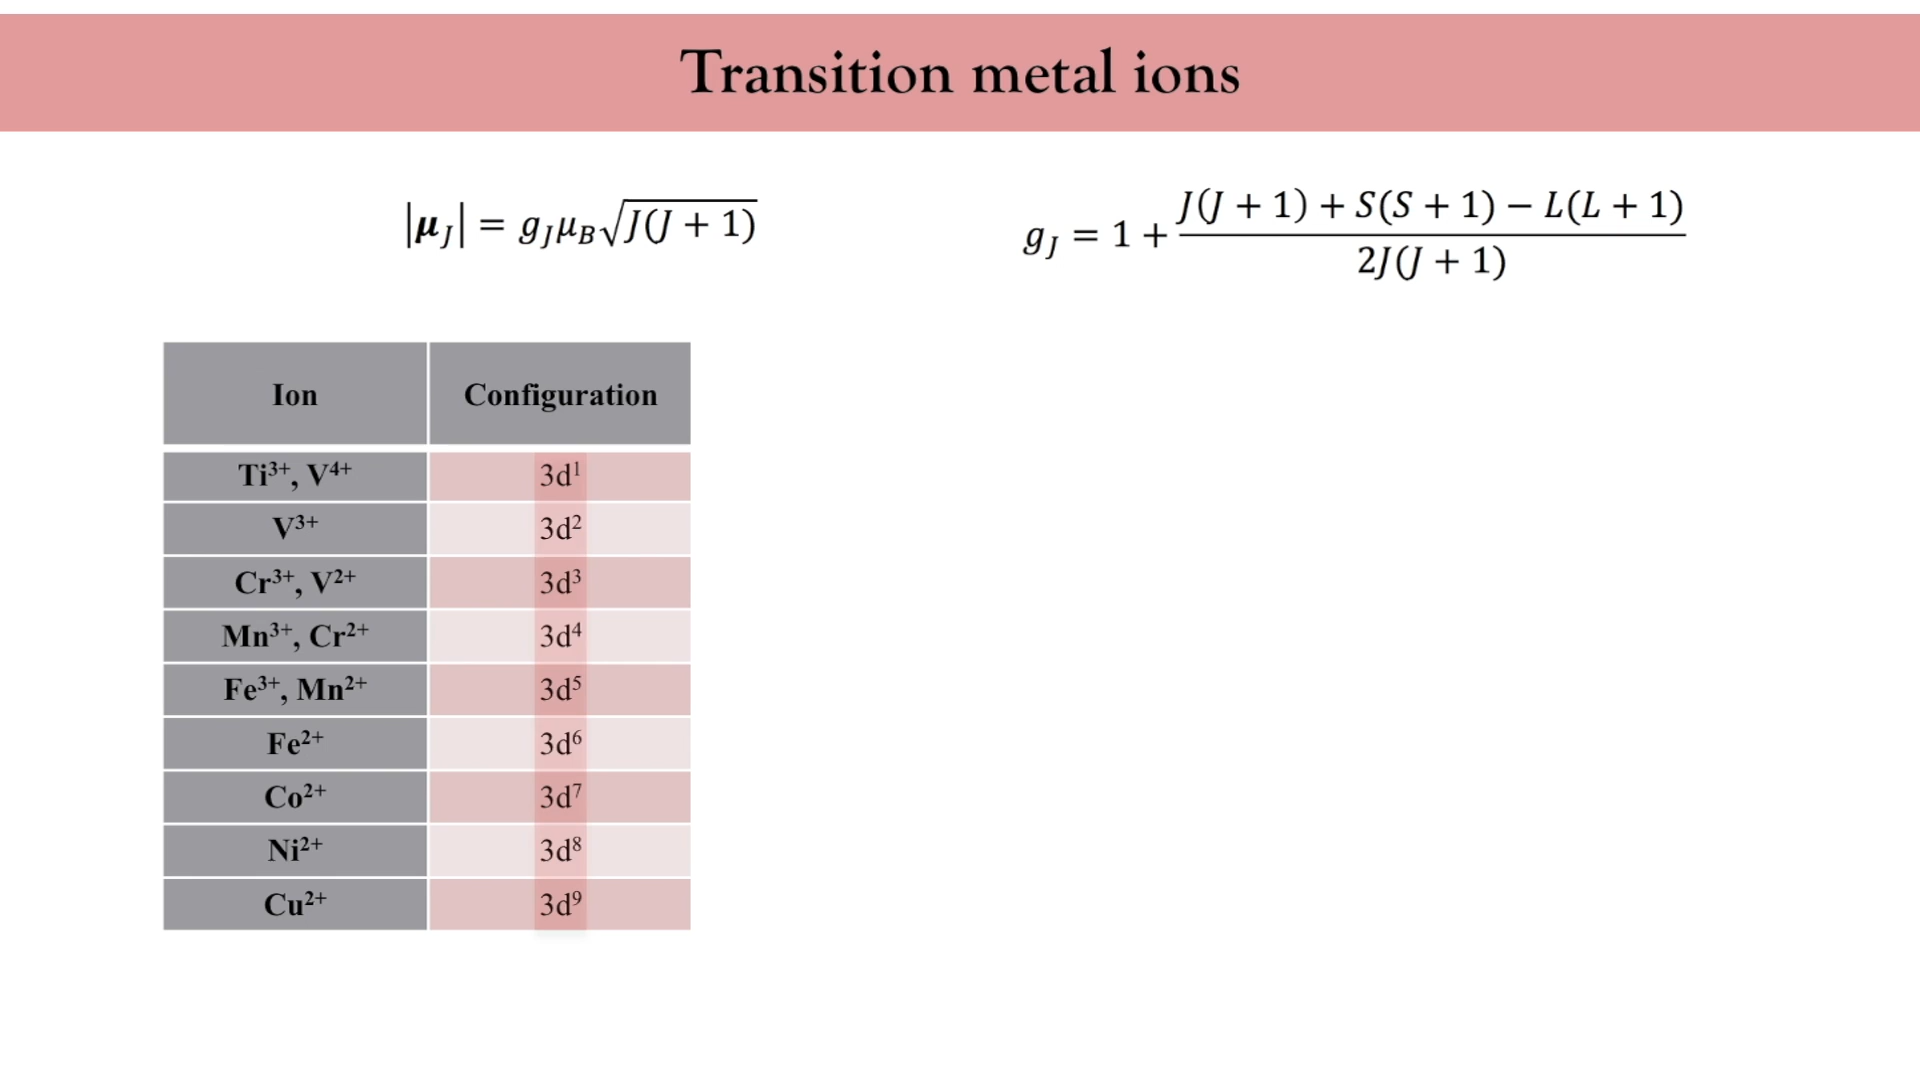 Transition metal ions
|μ_J| = g_J μ_B √J(J + 1)
g_J = 1 + J(J + 1) + S(S + 1) − L(L + 1) / 2J(J + 1)
Ion Configuration
Ti³⁺, V⁴⁺ 3d¹
V³⁺ 3d²
Cr³⁺, V²⁺ 3d³
Mn³⁺, Cr²⁺ 3d⁴
Fe³⁺, Mn²⁺ 3d⁵
Fe²⁺ 3d⁶
Co²⁺ 3d⁷
Ni²⁺ 3d⁸
Cu²⁺ 3d⁹